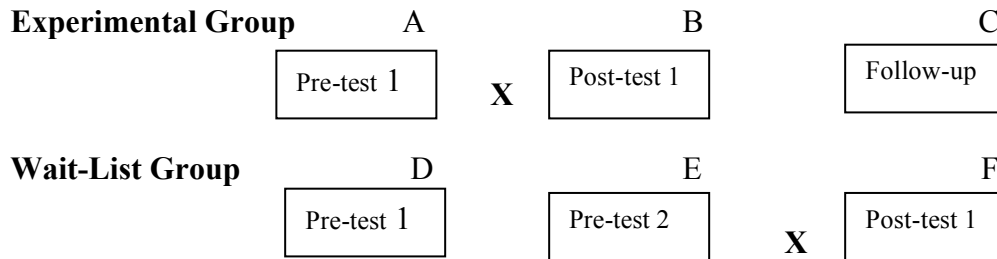 Experimental Group A B C
Pre-test 1 X Post-test 1 Follow-up
Wait-List Group D E F
Pre-test 1 Pre-test 2 X Post-test 1